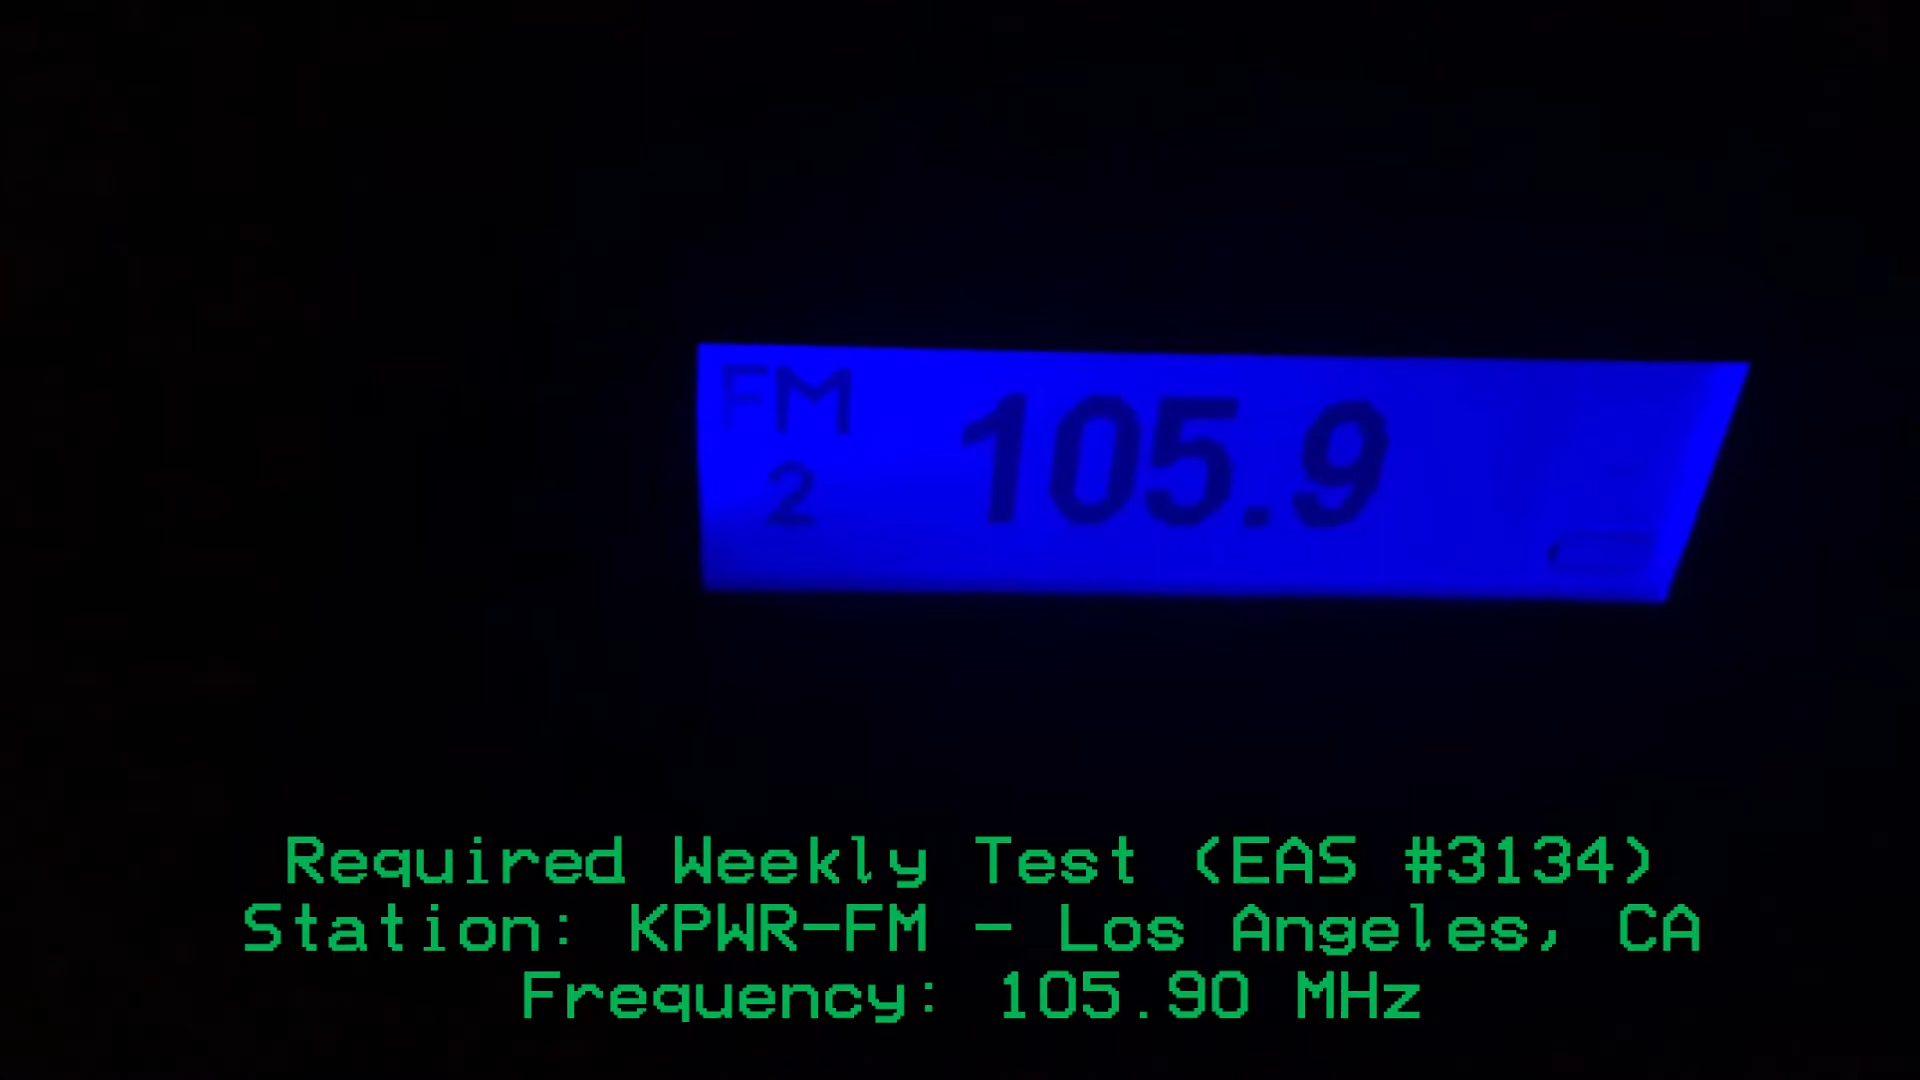 FM 105.9
2
Required Weekly Test (EAS #3134)
Station: KPWR-FM - Los Angeles, CA
Frequency: 105.90 MHz